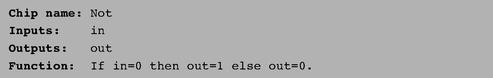 Chip name: Not
Inputs: in
Outputs: out
Function: If in=0 then out=1 else out=0.